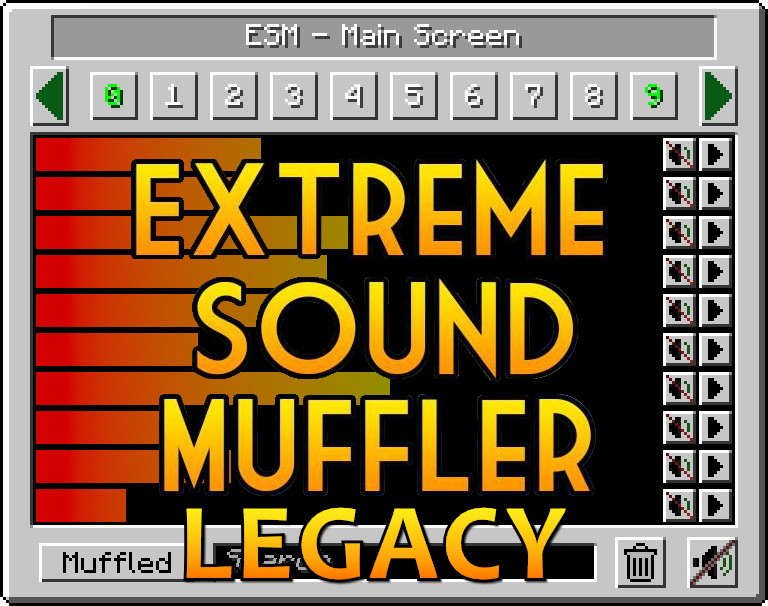 ESM - Main Screen
0 1 2 3 4 5 6 7 8 9
EXTREME
SOUND
MUFFLER
LEGACY
Muffled